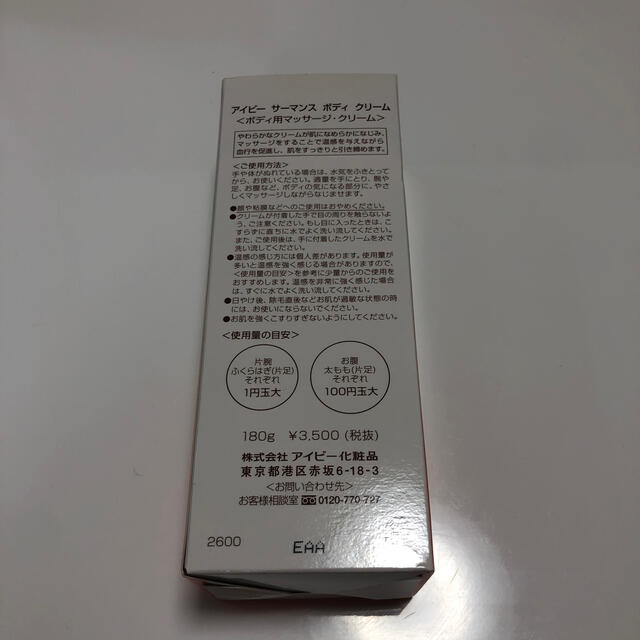 アイビー サーマンス ボディ クリーム
＜ボディ用マッサージ・クリーム＞
やわらかなクリームが肌になめらかになじみ、
マッサージをすることで温感を与えながら
血行を促進し、肌をすっきりと引き締めます。
＜ご使用方法＞
手や体がぬれている場合は、水気をふきとって
から、お使いください。適量を手にとり、腕や
足、お腹など、ボディの気になる部分に、やさ
しくマッサージしながらなじませます。
●顔や粘膜などへのご使用はおやめください。
●クリームが付着した手で目の周りを触らないよ
う、ご注意ください。もし目に入ったときは、こ
すらずに直ちに水でよく洗い流してください。
また、ご使用後は、手に付着したクリームを水で
洗い流してください。
●温感の感じ方には個人差があります。使用量が
多いと温感を強く感じる場合がありますので、
＜使用量の目安＞を参考に少量からのご使用を
おすすめします。温感を非常に強く感じた場合
は、すぐに水でよく洗い流してください。
●日やけ後、除毛直後などお肌が過敏な状態の時
には、お使いにならないでください。
●お肌を強くこすりすぎないようにしてください。
＜使用量の目安＞
片腕
ふくらはぎ(片足)
それぞれ
1円玉大
お腹
太もも(片足)
それぞれ
100円玉大
180g ¥3,500 (税抜)
株式会社 アイビー化粧品
東京都港区赤坂6-18-3
＜お問い合わせ先＞
お客様相談室 0120-770-727
2600
EAA